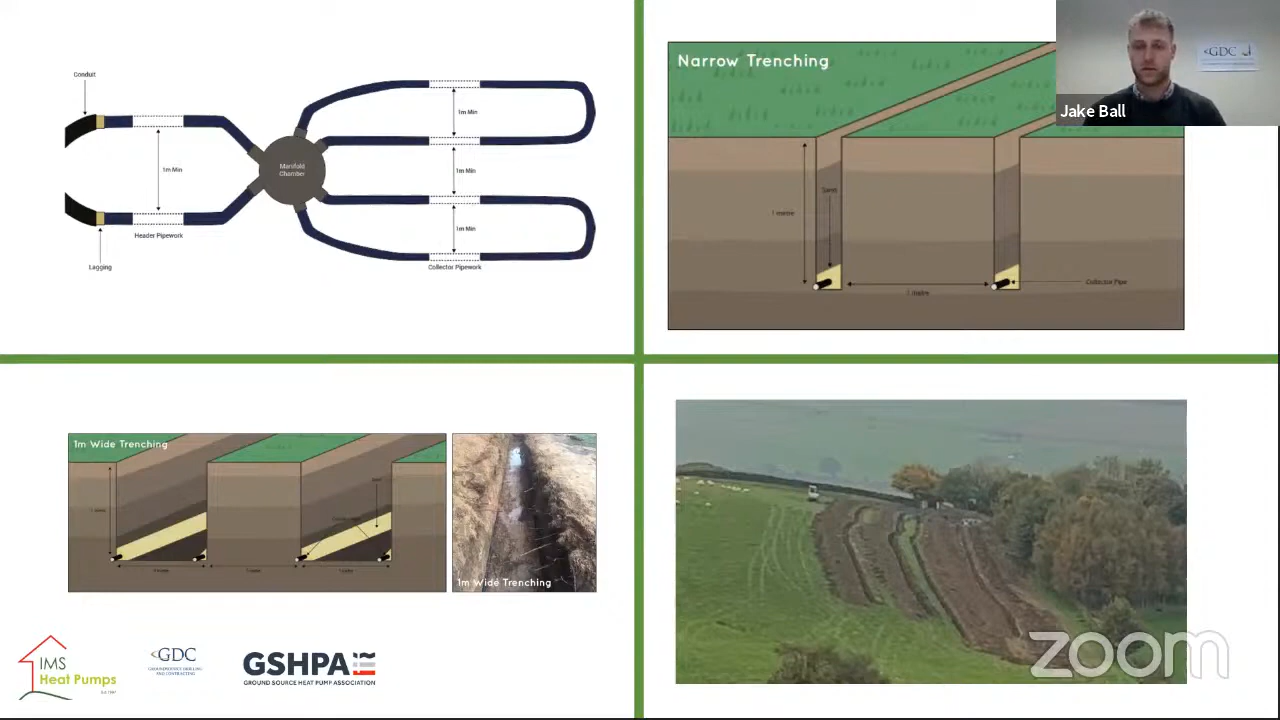 Conduit
1m Min
Header Pipework
Lagging
Manifold
Chamber
1m Min
1m Min
1m Min
Collector Pipework
Narrow Trenching
Sand
1 metre
1 metre
Collector Pipe
GDC
Jake Ball
1m Wide Trenching
1m Wide Trenching
IMS
Heat Pumps
Est 1997
GDC
GSHPA
GROUND SOURCE HEAT PUMP ASSOCIATION
zoom